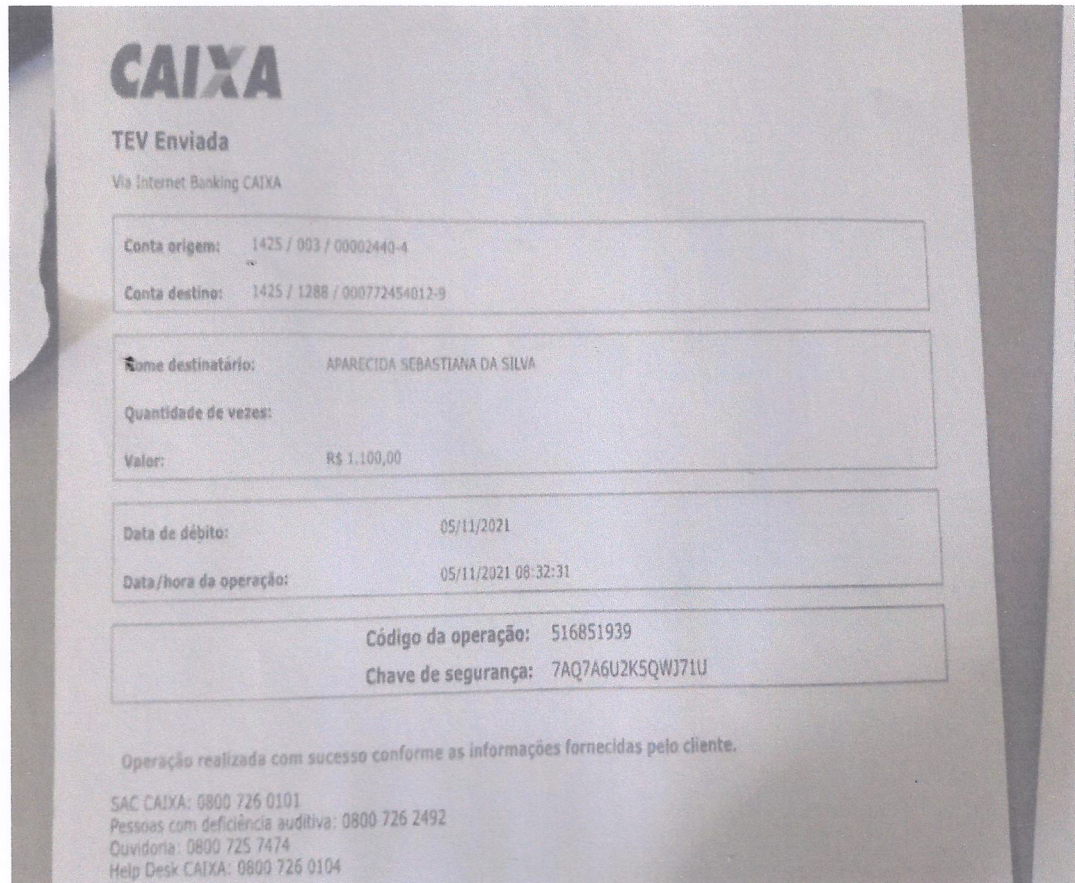 CAIXA
TEV Enviada
Via Internet Banking CAIXA
Conta origem: 1425 / 003 / 00002440-4
Conta destino: 1425 / 1288 / 000772454012-9
Nome destinatário: APARECIDA SEBASTIANA DA SILVA
Quantidade de vezes:
Valor: R$ 1.100,00
Data de débito: 05/11/2021
Data/hora da operação: 05/11/2021 08:32:31
Código da operação: 516851939
Chave de segurança: 7AQ7A6U2K5QWJ71U
Operação realizada com sucesso conforme as informações fornecidas pelo cliente.
SAC CAIXA: 0800 726 0101
Pessoas com deficiência auditiva: 0800 726 2492
Ouvidoria: 0800 725 7474
Help Desk CAIXA: 0800 726 0104